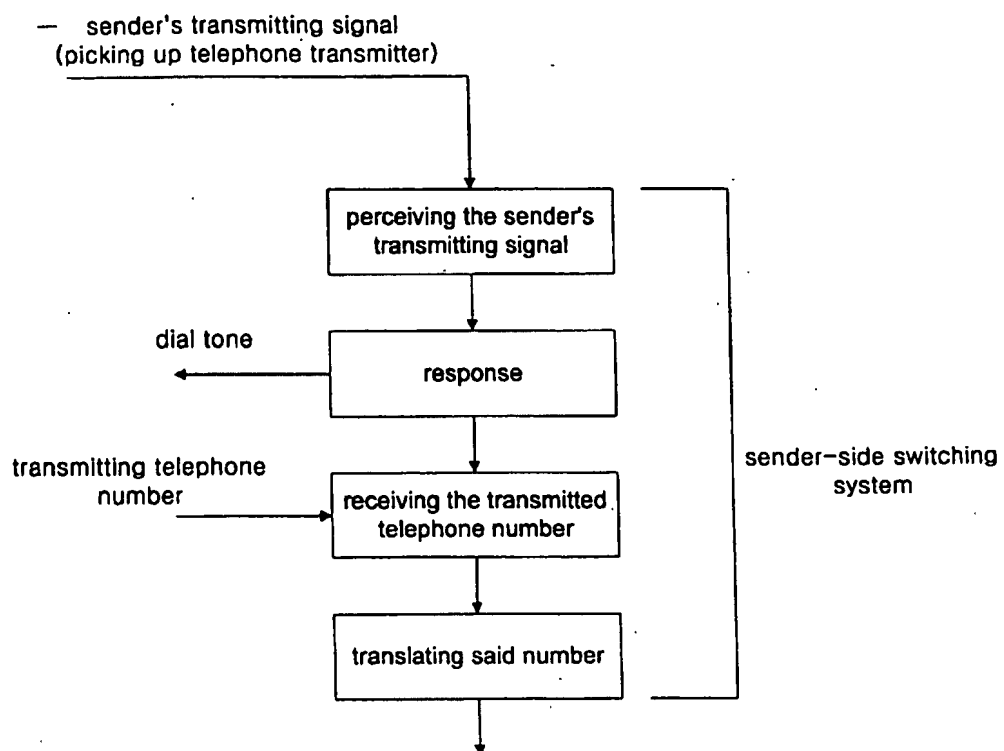 — sender's transmitting signal
(picking up telephone transmitter)
perceiving the sender's
transmitting signal
dial tone
response
transmitting telephone
number
receiving the transmitted
telephone number
sender-side switching
system
translating said number